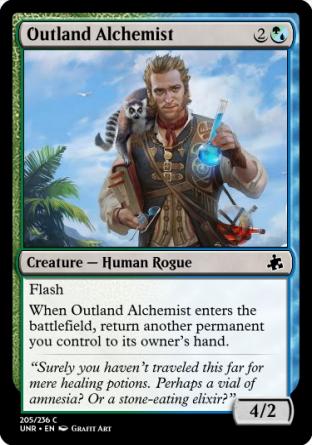 Outland Alchemist 2
Creature — Human Rogue
Flash
When Outland Alchemist enters the
battlefield, return another permanent
you control to its owner's hand.
“Surely you haven't traveled this far for
mere healing potions. Perhaps a vial of
amnesia? Or a stone-eating elixir?”
4/2
205/236 C
UNR • EN Grafit Art